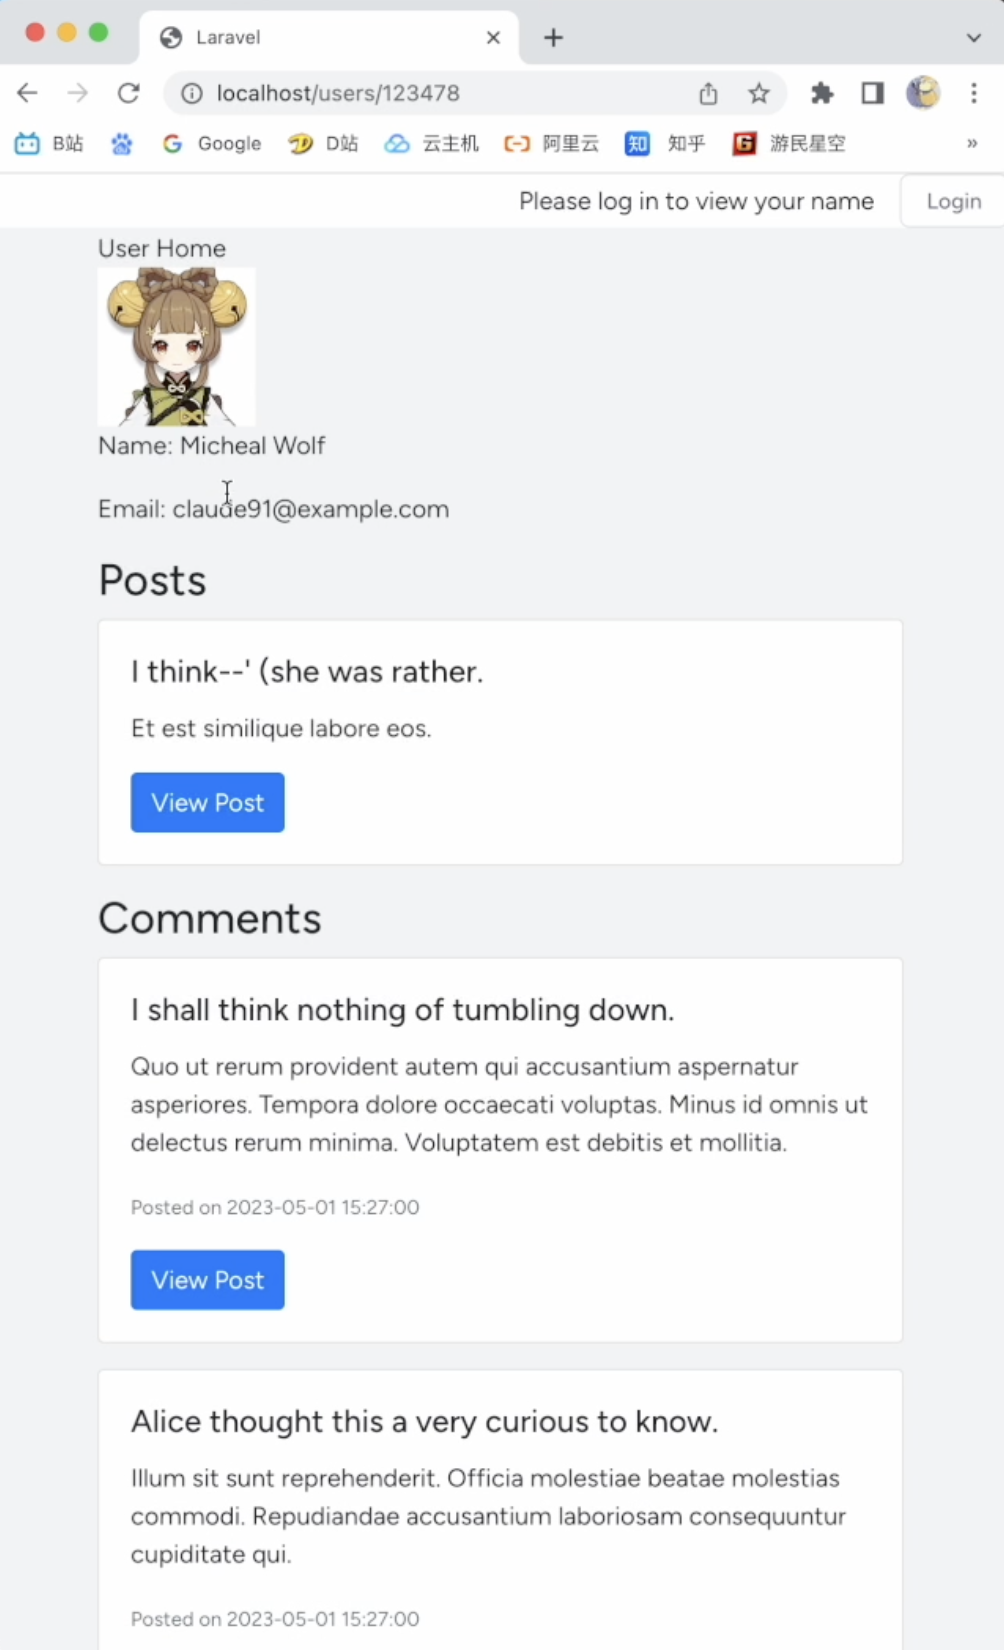 Laravel
localhost/users/123478
B站 Google D站 云主机 阿里云 知 知乎 G 游民星空 »
Please log in to view your name Login
User Home
Name: Micheal Wolf
Email: claude91@example.com
Posts
I think--' (she was rather.
Et est similique labore eos.
View Post
Comments
I shall think nothing of tumbling down.
Quo ut rerum provident autem qui accusantium aspernatur
asperiores. Tempora dolore occaecati voluptas. Minus id omnis ut
delectus rerum minima. Voluptatem est debitis et mollitia.
Posted on 2023-05-01 15:27:00
View Post
Alice thought this a very curious to know.
Illum sit sunt reprehenderit. Officia molestiae beatae molestias
commodi. Repudiandae accusantium laboriosam consequuntur
cupiditate qui.
Posted on 2023-05-01 15:27:00